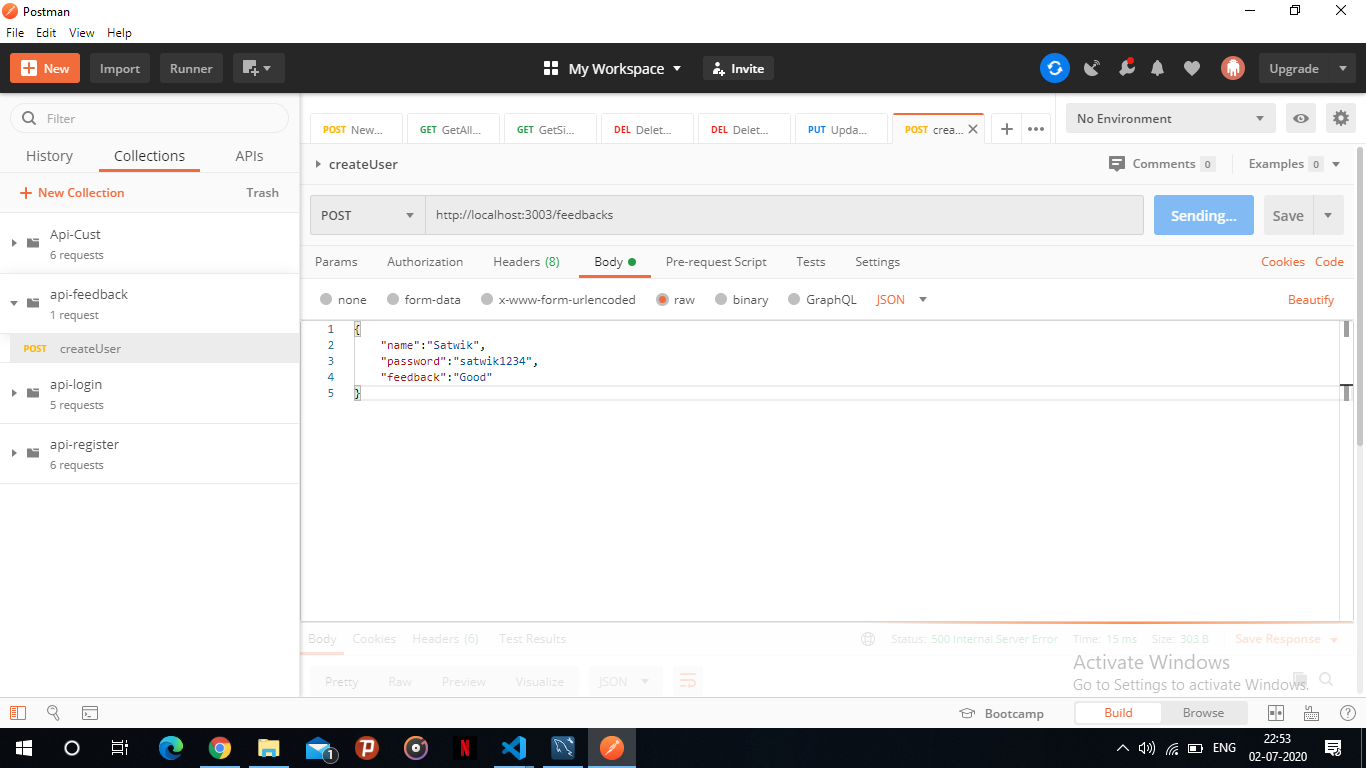 Postman
File Edit View Help
New Import Runner My Workspace Invite Upgrade
Filter
History Collections APIs
New Collection Trash
Api-Cust
6 requests
api-feedback
1 request
POST createUser
api-login
5 requests
api-register
6 requests
POST New... GET GetAll... GET GetSi... DEL Delet... DEL Delet... PUT Upda... POST crea... No Environment
createUser Comments 0 Examples 0
POST http://localhost:3003/feedbacks Sending... Save
Params Authorization Headers (8) Body Pre-request Script Tests Settings Cookies Code
none form-data x-www-form-urlencoded raw binary GraphQL JSON Beautify
1 {
2 "name":"Satwik",
3 "password":"satwik1234",
4 "feedback":"Good"
5 }
Body Cookies Headers (6) Test Results Status: 500 Internal Server Error Time: 15 ms Size: 303 B Save Response
Pretty Raw Preview Visualize JSON
Activate Windows
Go to Settings to activate Windows.
Bootcamp Build Browse
1 ENG 22:53
02-07-2020